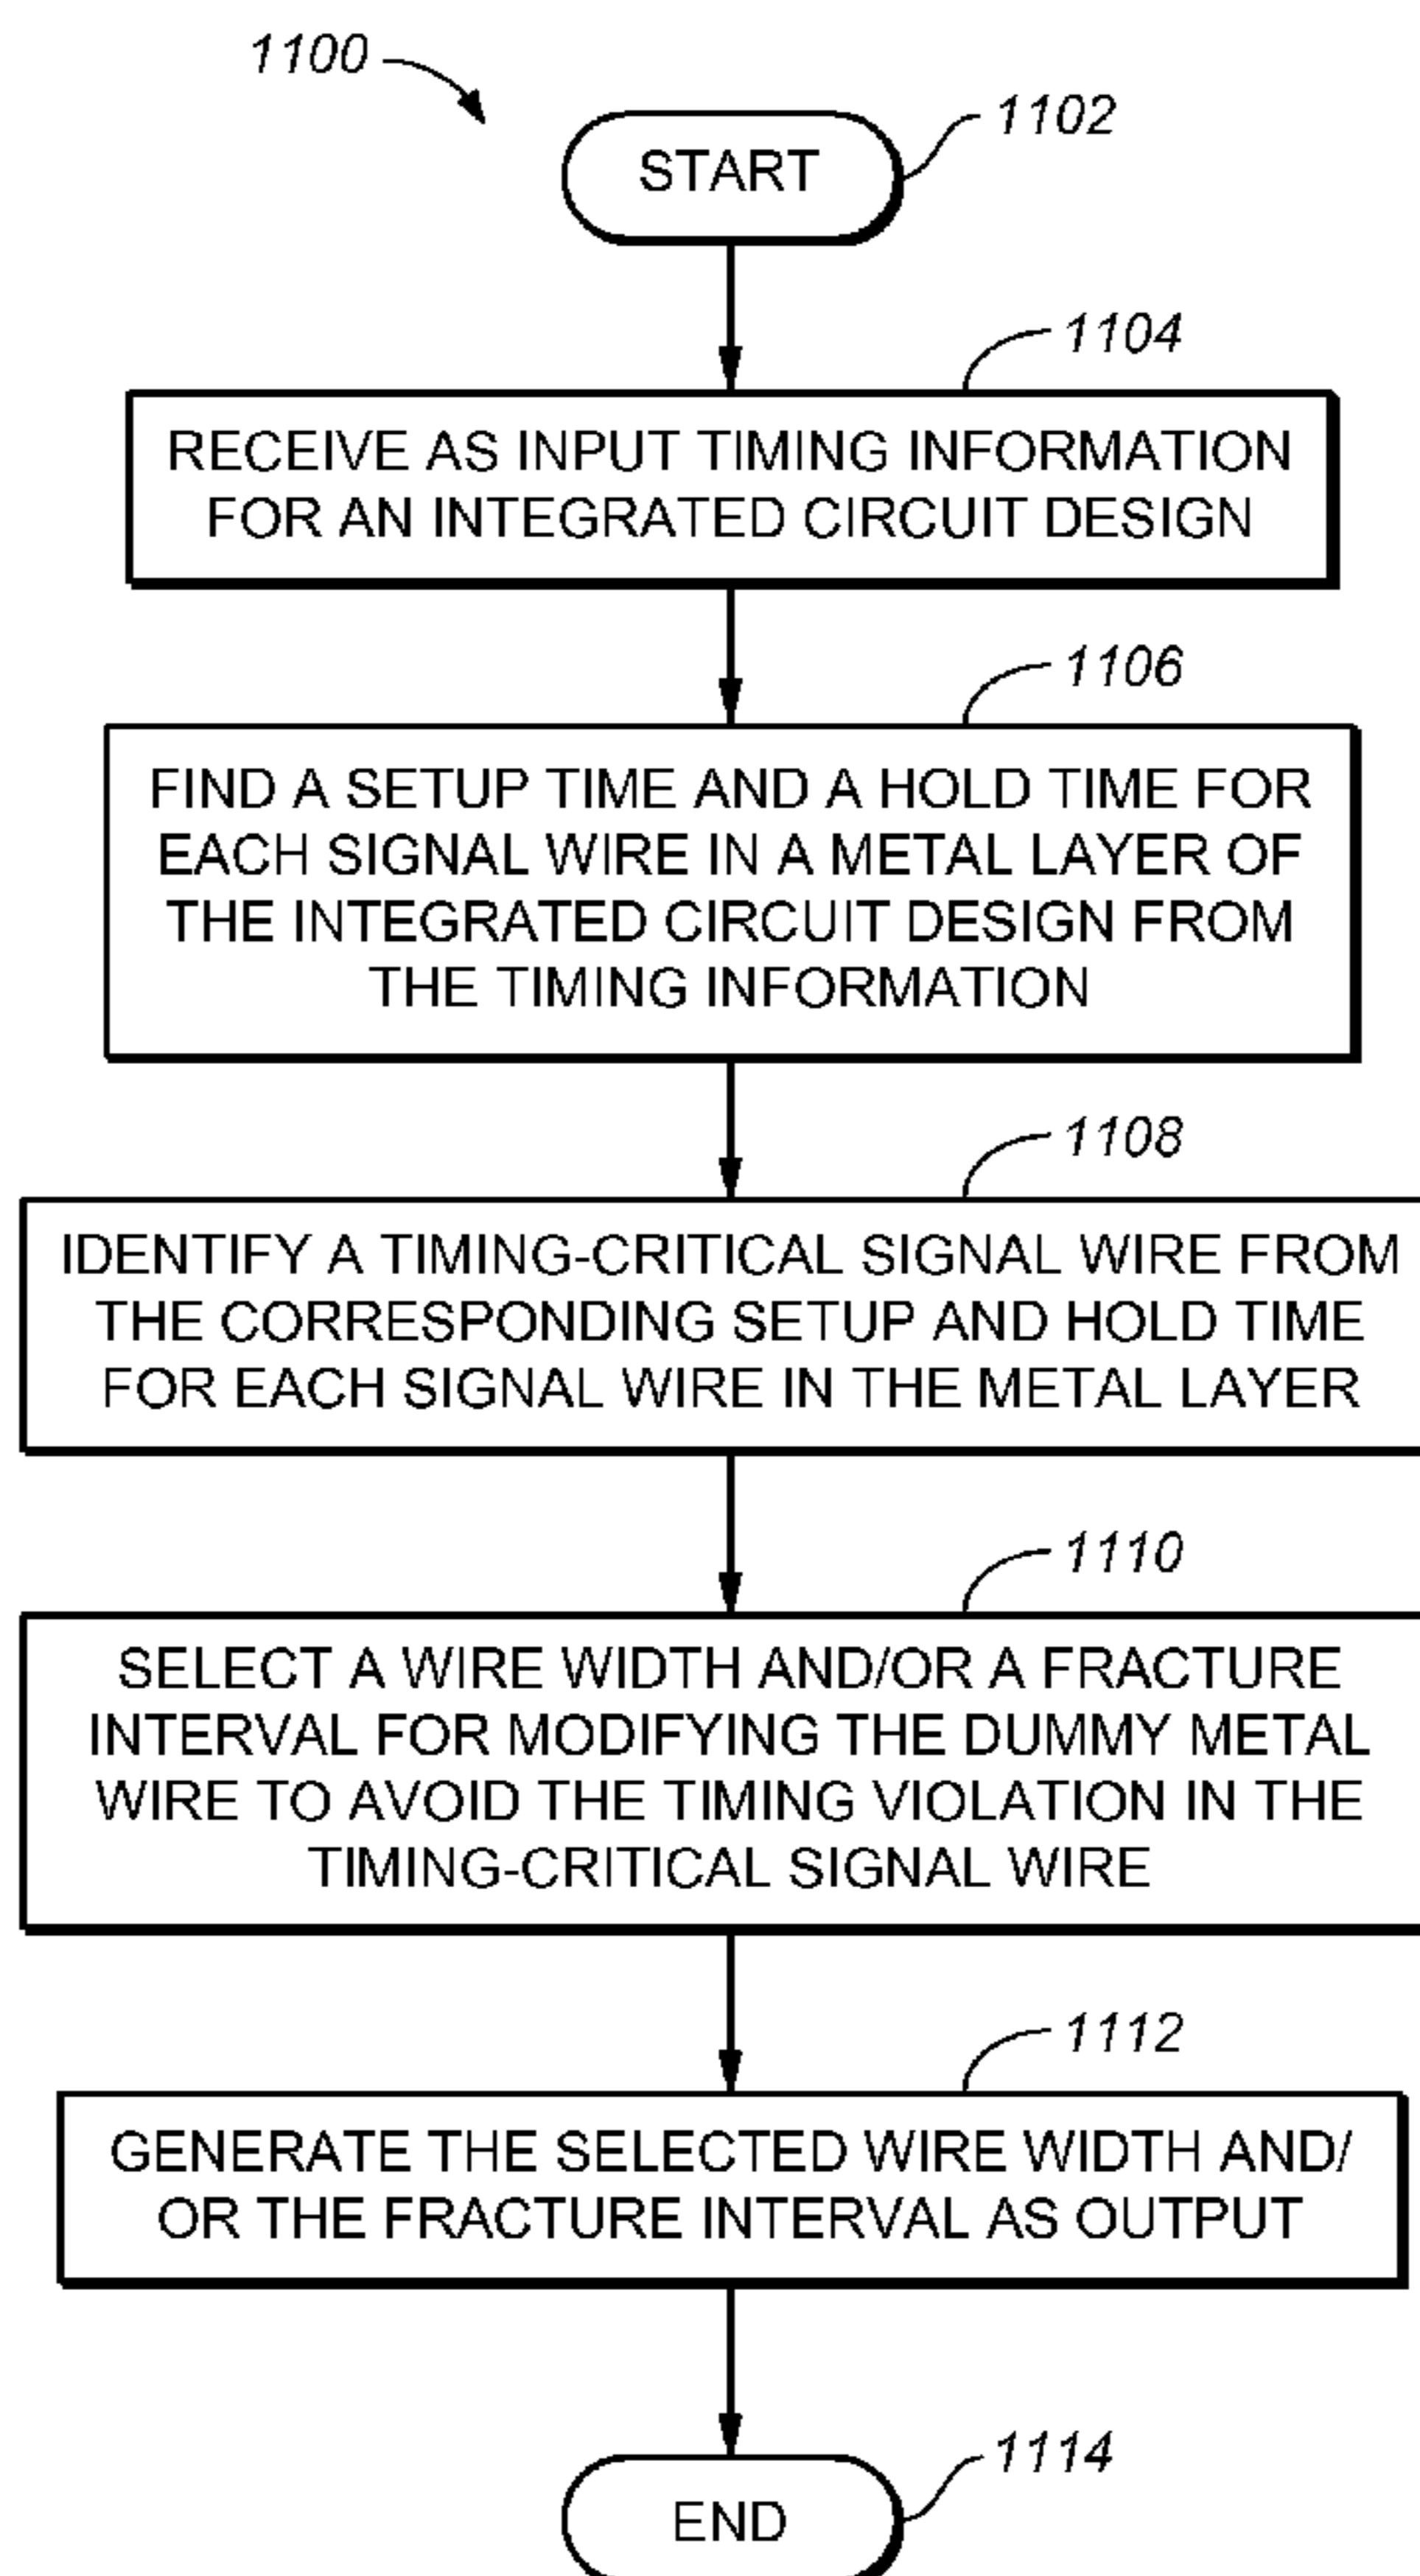 1100
1102
START
1104
RECEIVE AS INPUT TIMING INFORMATION
FOR AN INTEGRATED CIRCUIT DESIGN
1106
FIND A SETUP TIME AND A HOLD TIME FOR
EACH SIGNAL WIRE IN A METAL LAYER OF
THE INTEGRATED CIRCUIT DESIGN FROM
THE TIMING INFORMATION
1108
IDENTIFY A TIMING-CRITICAL SIGNAL WIRE FROM
THE CORRESPONDING SETUP AND HOLD TIME
FOR EACH SIGNAL WIRE IN THE METAL LAYER
1110
SELECT A WIRE WIDTH AND/OR A FRACTURE
INTERVAL FOR MODIFYING THE DUMMY METAL
WIRE TO AVOID THE TIMING VIOLATION IN THE
TIMING-CRITICAL SIGNAL WIRE
1112
GENERATE THE SELECTED WIRE WIDTH AND/
OR THE FRACTURE INTERVAL AS OUTPUT
1114
END